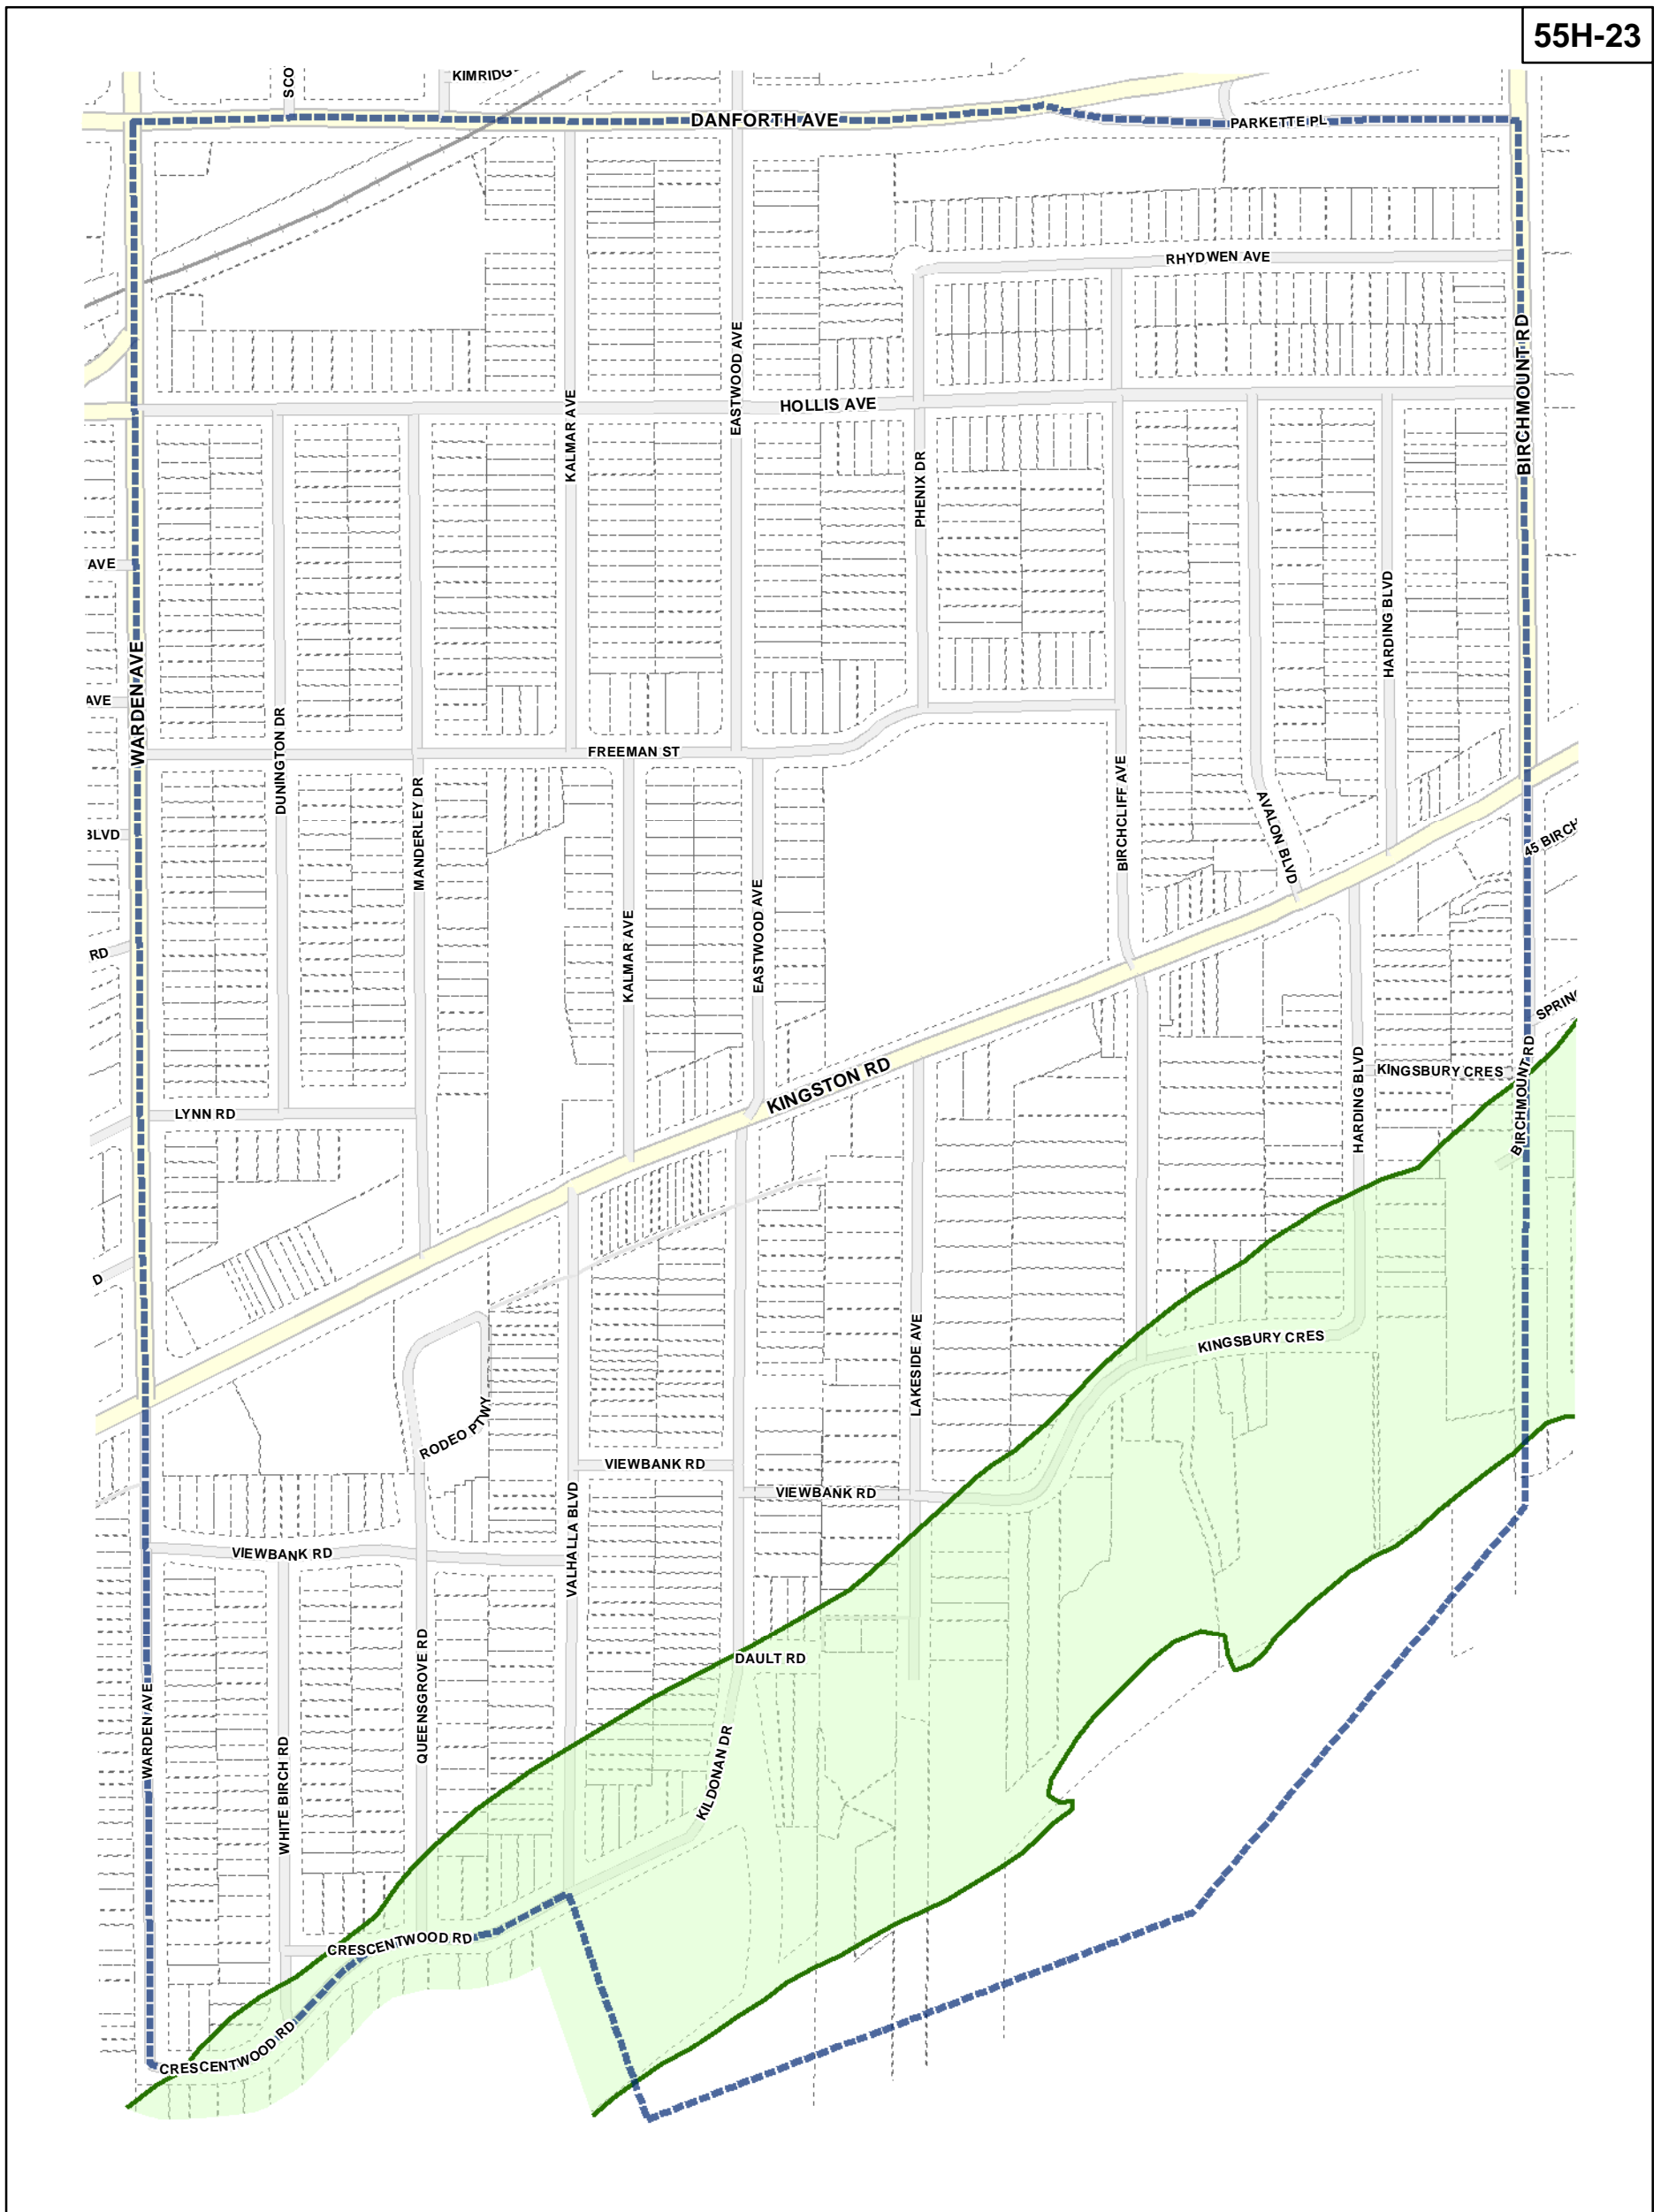 55H-23
SCO
KIMRIDG
DANFORTH AVE
PARKETTE PL
RHYDWEN AVE
BIRCHMOUNT RD
EASTWOOD AVE
KALMAR AVE
HOLLIS AVE
PHENIX DR
AVE
HARDING BLVD
WARDEN AVE
AVE
DUNINGTON DR
FREEMAN ST
MANDERLEY DR
BIRCHCLIFF AVE
AVALON BLVD
BLVD
45 BIRCH
KALMAR AVE
EASTWOOD AVE
RD
SPRING
KINGSTON RD
HARDING BLVD
KINGSBURY CRES
BIRCHMOUNT RD
LYNN RD
D
LAKESIDE AVE
KINGSBURY CRES
RODEO PTWY
VIEWBANK RD
VIEWBANK RD
VALHALLA BLVD
VIEWBANK RD
QUEENSGROVE RD
DAULT RD
WARDEN AVE
WHITE BIRCH RD
KILDONAN DR
CRESCENTWOOD RD
CRESCENTWOOD RD